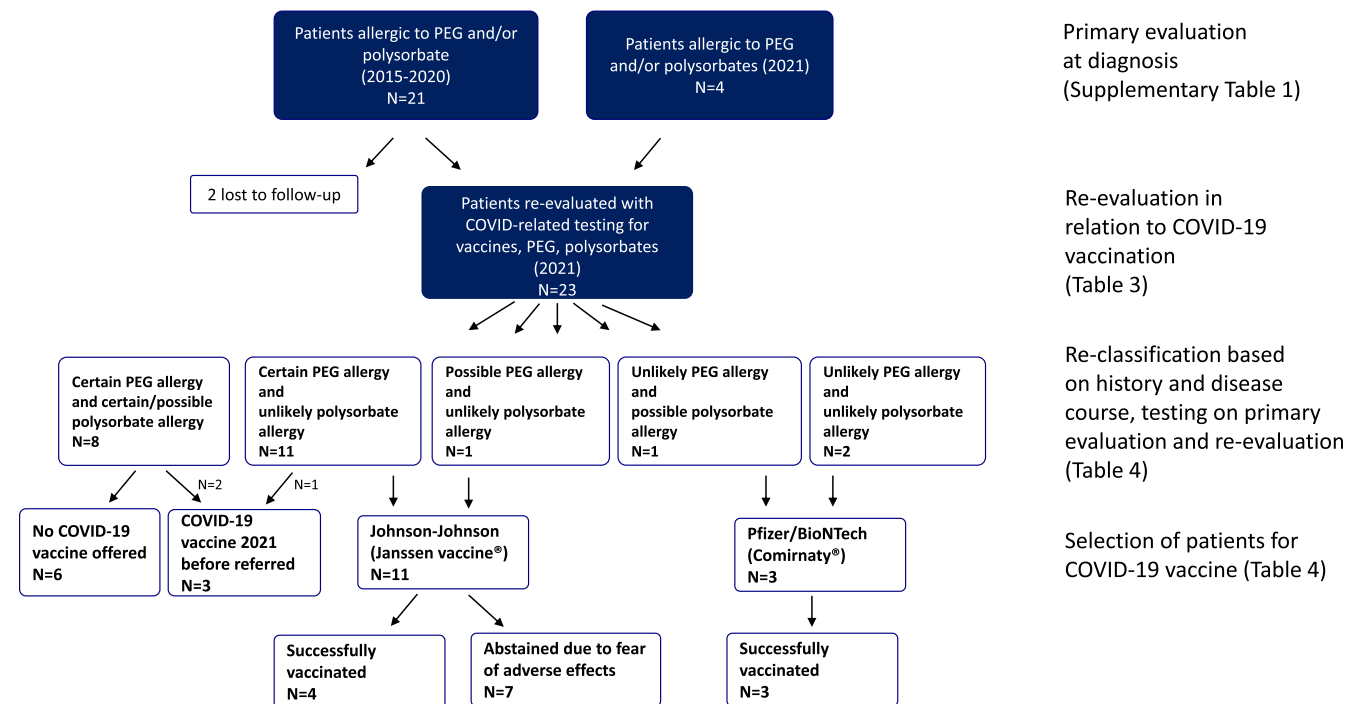 Patients allergic to PEG and/or
polysorbate
(2015-2020)
N=21
Patients allergic to PEG
and/or polysorbates (2021)
N=4
Primary evaluation
at diagnosis
(Supplementary Table 1)
2 lost to follow-up
Patients re-evaluated with
COVID-related testing for
vaccines, PEG, polysorbates
(2021)
N=23
Re-evaluation in
relation to COVID-19
vaccination
(Table 3)
Certain PEG allergy
and certain/possible
polysorbate allergy
N=8
Certain PEG allergy
and
unlikely polysorbate
allergy
N=11
Possible PEG allergy
and
unlikely polysorbate
allergy
N=1
Unlikely PEG allergy
and
possible polysorbate
allergy
N=1
Unlikely PEG allergy
and
unlikely polysorbate
allergy
N=2
Re-classification based
on history and disease
course, testing on primary
evaluation and re-evaluation
(Table 4)
N=2
N=1
No COVID-19
vaccine offered
N=6
COVID-19
vaccine 2021
before referred
N=3
Johnson-Johnson
(Janssen vaccine®)
N=11
Pfizer/BioNTech
(Comirnaty®)
N=3
Selection of patients for
COVID-19 vaccine (Table 4)
Successfully
vaccinated
N=4
Abstained due to fear
of adverse effects
N=7
Successfully
vaccinated
N=3